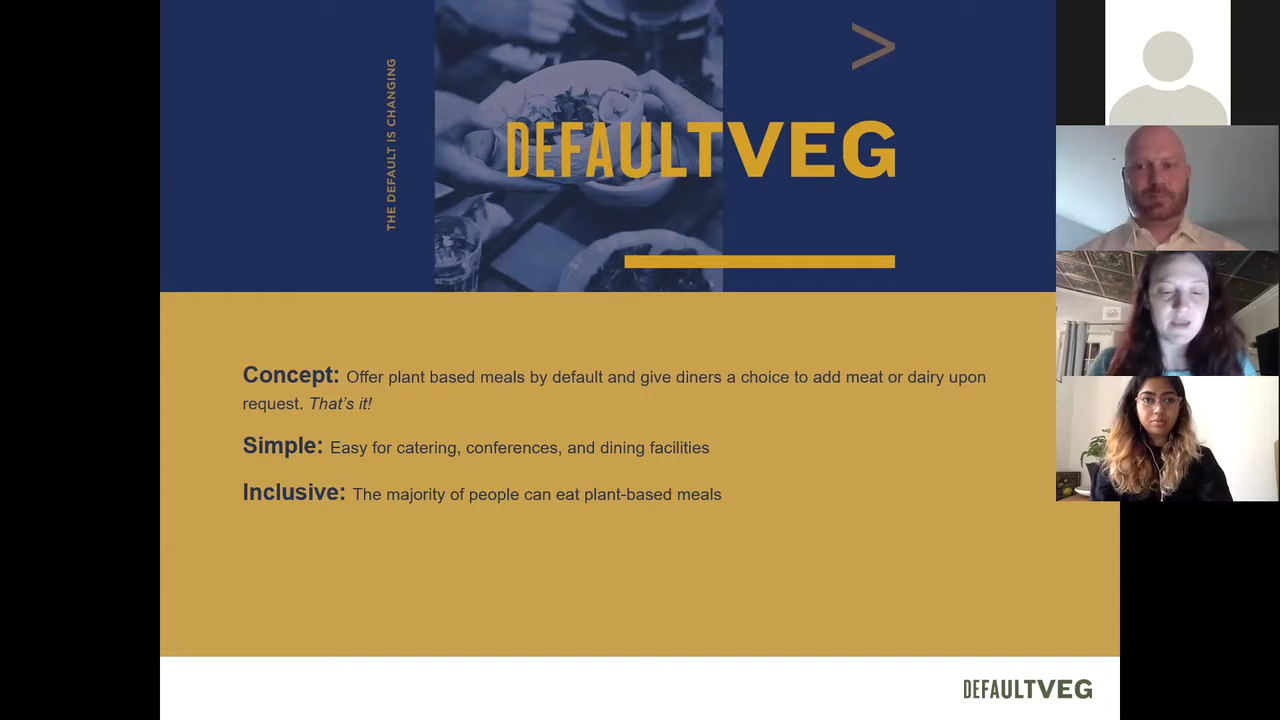 THE DEFAULT IS CHANGING
>
DEFAULTVEG
Concept: Offer plant based meals by default and give diners a choice to add meat or dairy upon
request. That's it!
Simple: Easy for catering, conferences, and dining facilities
Inclusive: The majority of people can eat plant-based meals
DEFAULTVEG